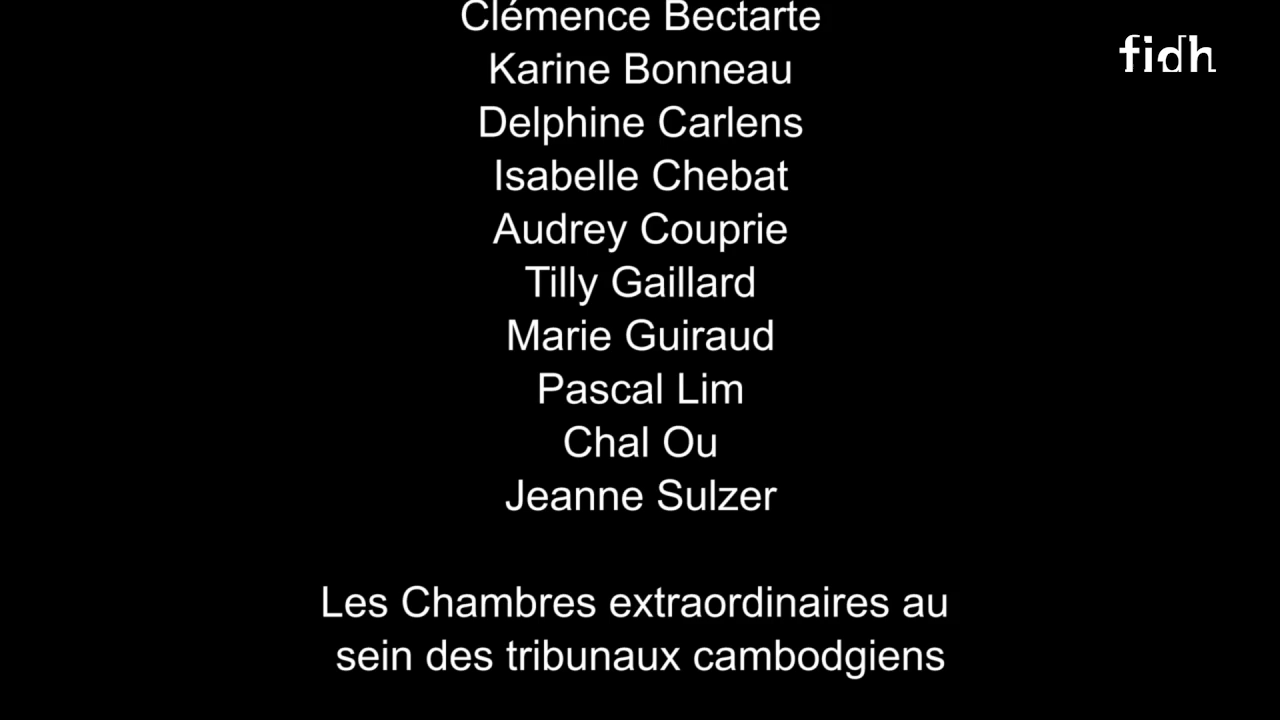 fidh
Clémence Bectarte
Karine Bonneau
Delphine Carlens
Isabelle Chebat
Audrey Couprie
Tilly Gaillard
Marie Guiraud
Pascal Lim
Chal Ou
Jeanne Sulzer
Les Chambres extraordinaires au
sein des tribunaux cambodgiens